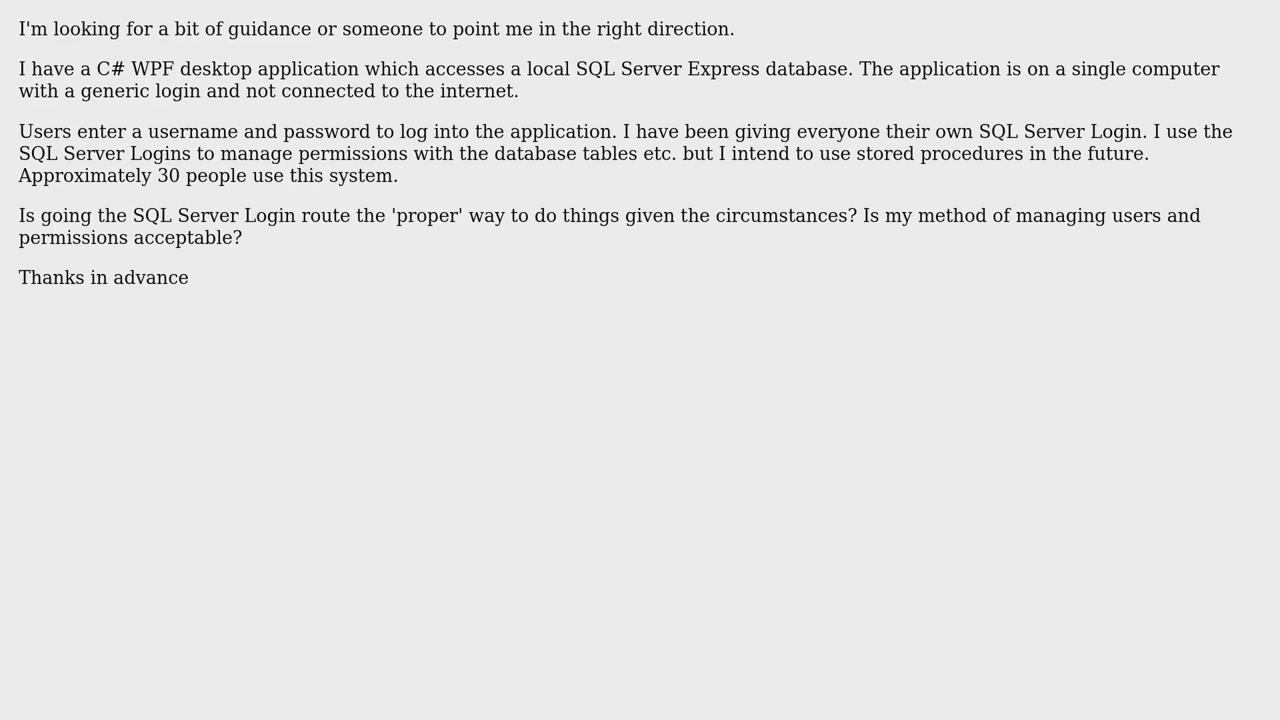 I'm looking for a bit of guidance or someone to point me in the right direction.
I have a C# WPF desktop application which accesses a local SQL Server Express database. The application is on a single computer
with a generic login and not connected to the internet.
Users enter a username and password to log into the application. I have been giving everyone their own SQL Server Login. I use the
SQL Server Logins to manage permissions with the database tables etc. but I intend to use stored procedures in the future.
Approximately 30 people use this system.
Is going the SQL Server Login route the 'proper' way to do things given the circumstances? Is my method of managing users and
permissions acceptable?
Thanks in advance